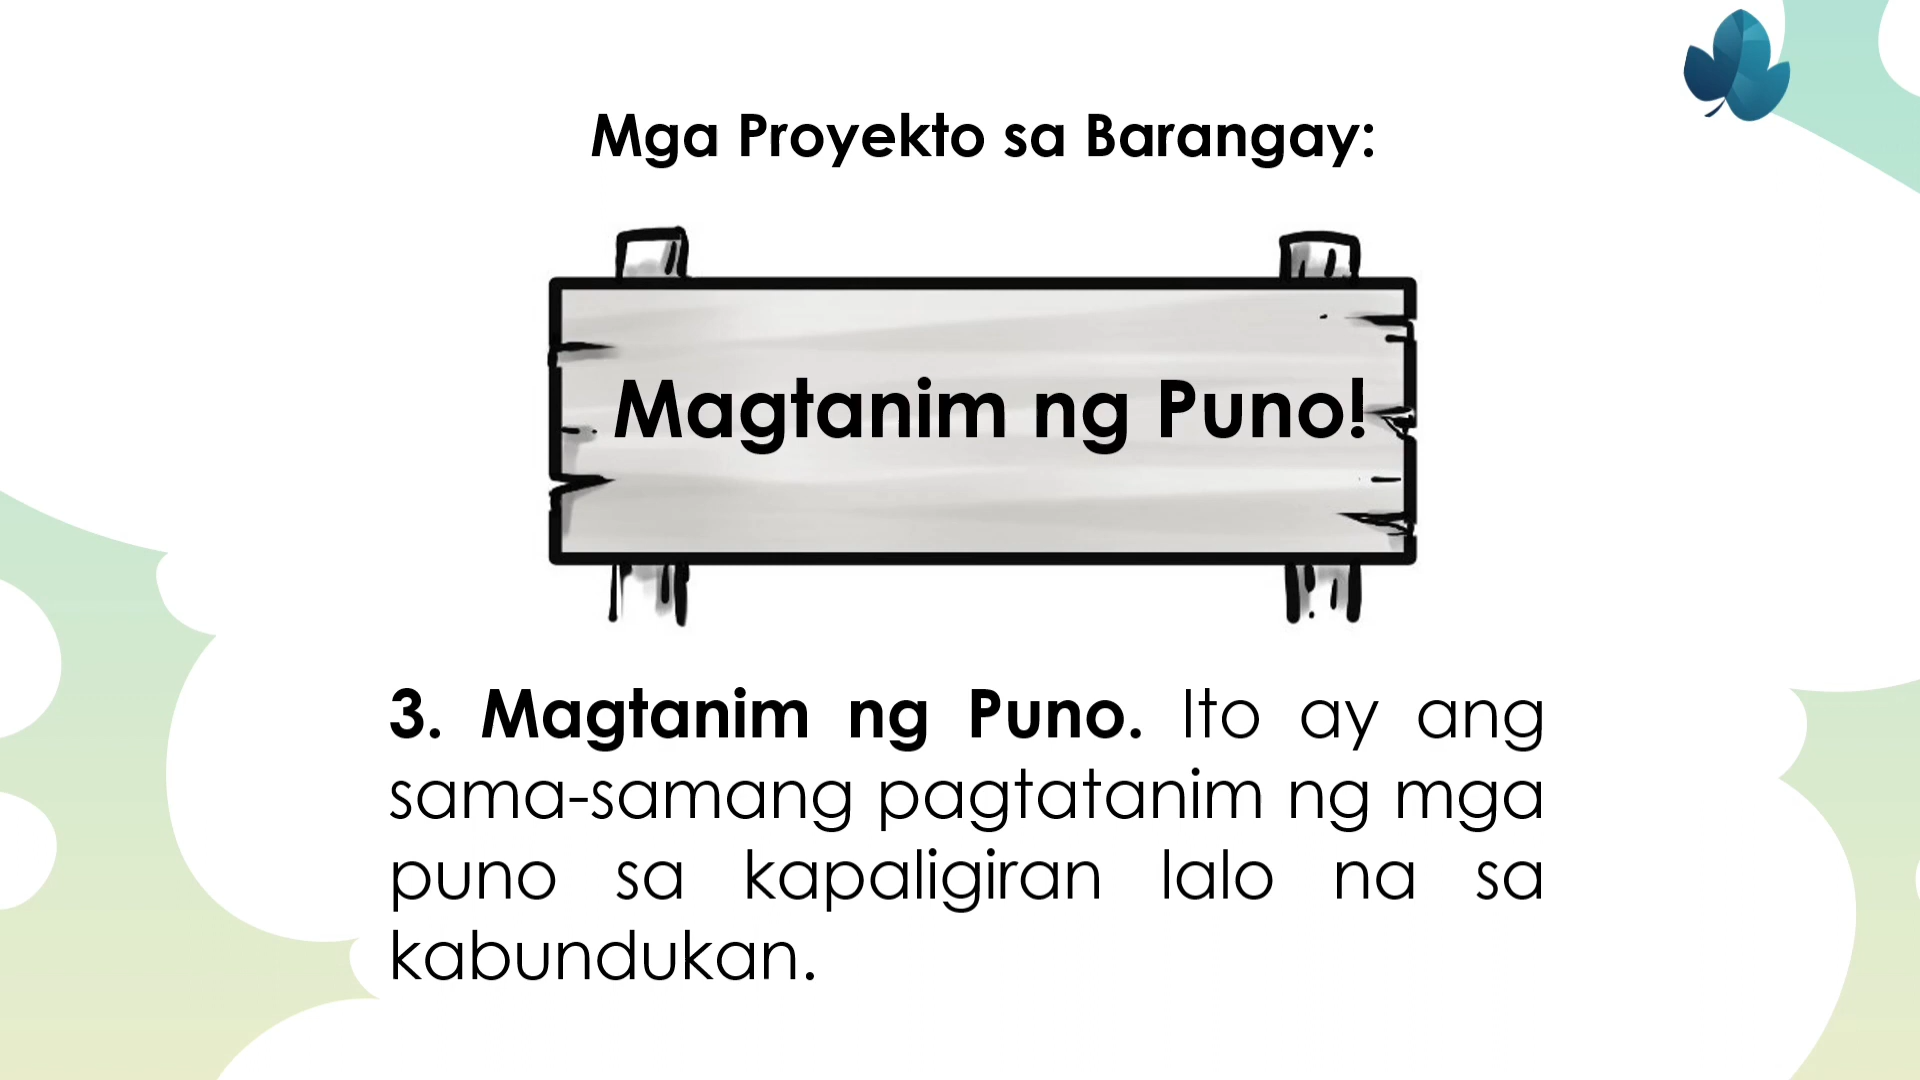 Mga Proyekto sa Barangay:
Magtanim ng Puno!
3. Magtanim ng Puno. Ito ay ang
sama-samang pagtatanim ng mga
puno sa kapaligiran lalo na sa
kabundukan.